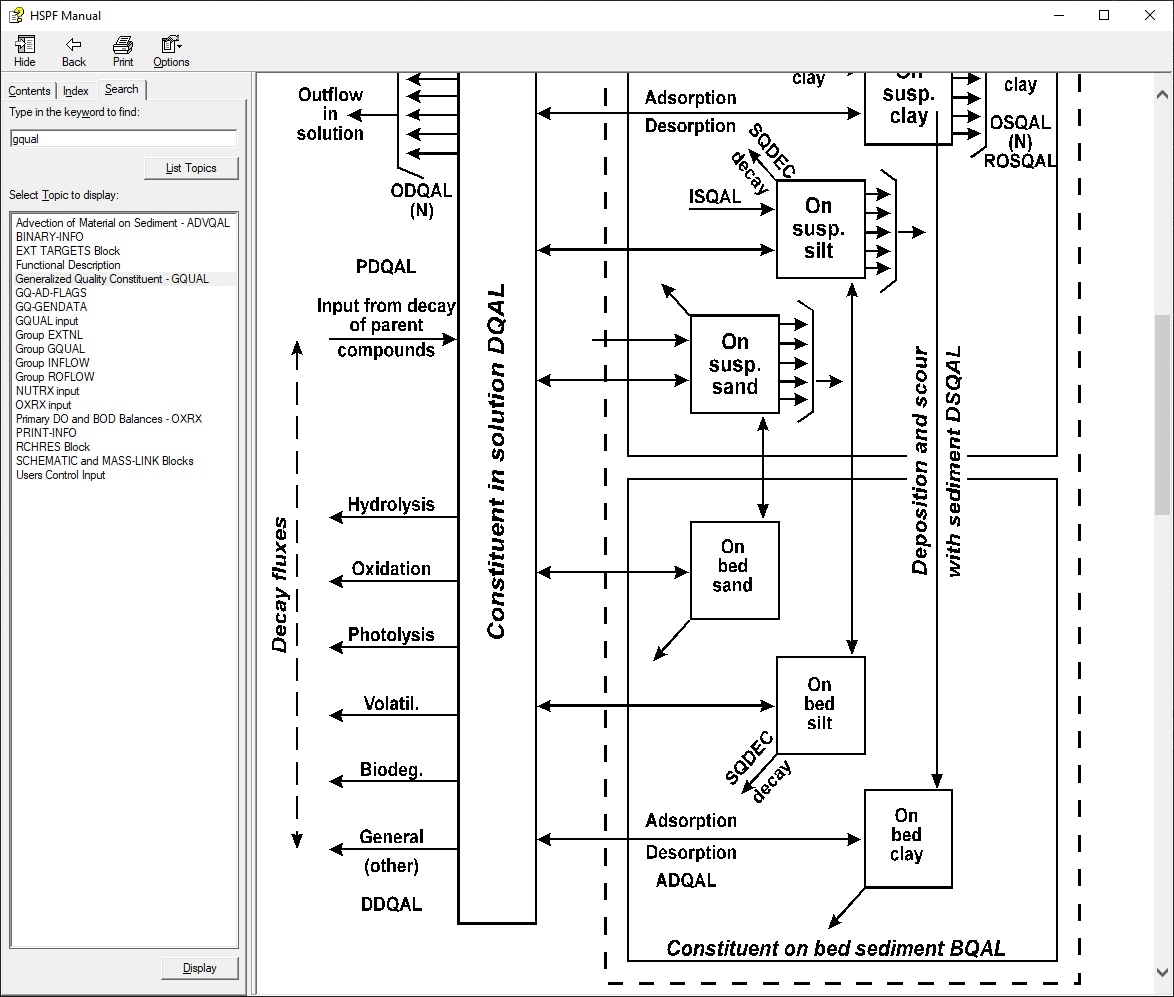 HSPF Manual
Hide
Back
Print
Options
Contents
Index
Search
Type in the keyword to find:
gqual
List Topics
Select Topic to display:
Advection of Material on Sediment - ADVQAL
BINARY-INFO
EXT TARGETS Block
Functional Description
Generalized Quality Constituent - GQUAL
GQ-AD-FLAGS
GQ-GENDATA
GQUAL input
Group EXTNL
Group GQUAL
Group INFLOW
Group ROFLOW
NUTRX input
OXRX input
Primary DO and BOD Balances - OXRX
PRINT-INFO
RCHRES Block
SCHEMATIC and MASS-LINK Blocks
Users Control Input
Display
Outflow
in
solution
ODQAL
(N)
PDQAL
Input from decay
of parent
compounds
Decay fluxes
Hydrolysis
Oxidation
Photolysis
Volatil.
Biodeg.
General
(other)
DDQAL
Constituent in solution DQAL
clay
Adsorption
Desorption
On
susp.
clay
clay
OSQAL
(N)
ROSQAL
SQDEC
decay
ISQAL
On
susp.
silt
On
susp.
sand
Deposition and scour
with sediment DSQAL
On
bed
sand
On
bed
silt
SQDEC
decay
Adsorption
Desorption
ADQAL
On
bed
clay
Constituent on bed sediment BQAL